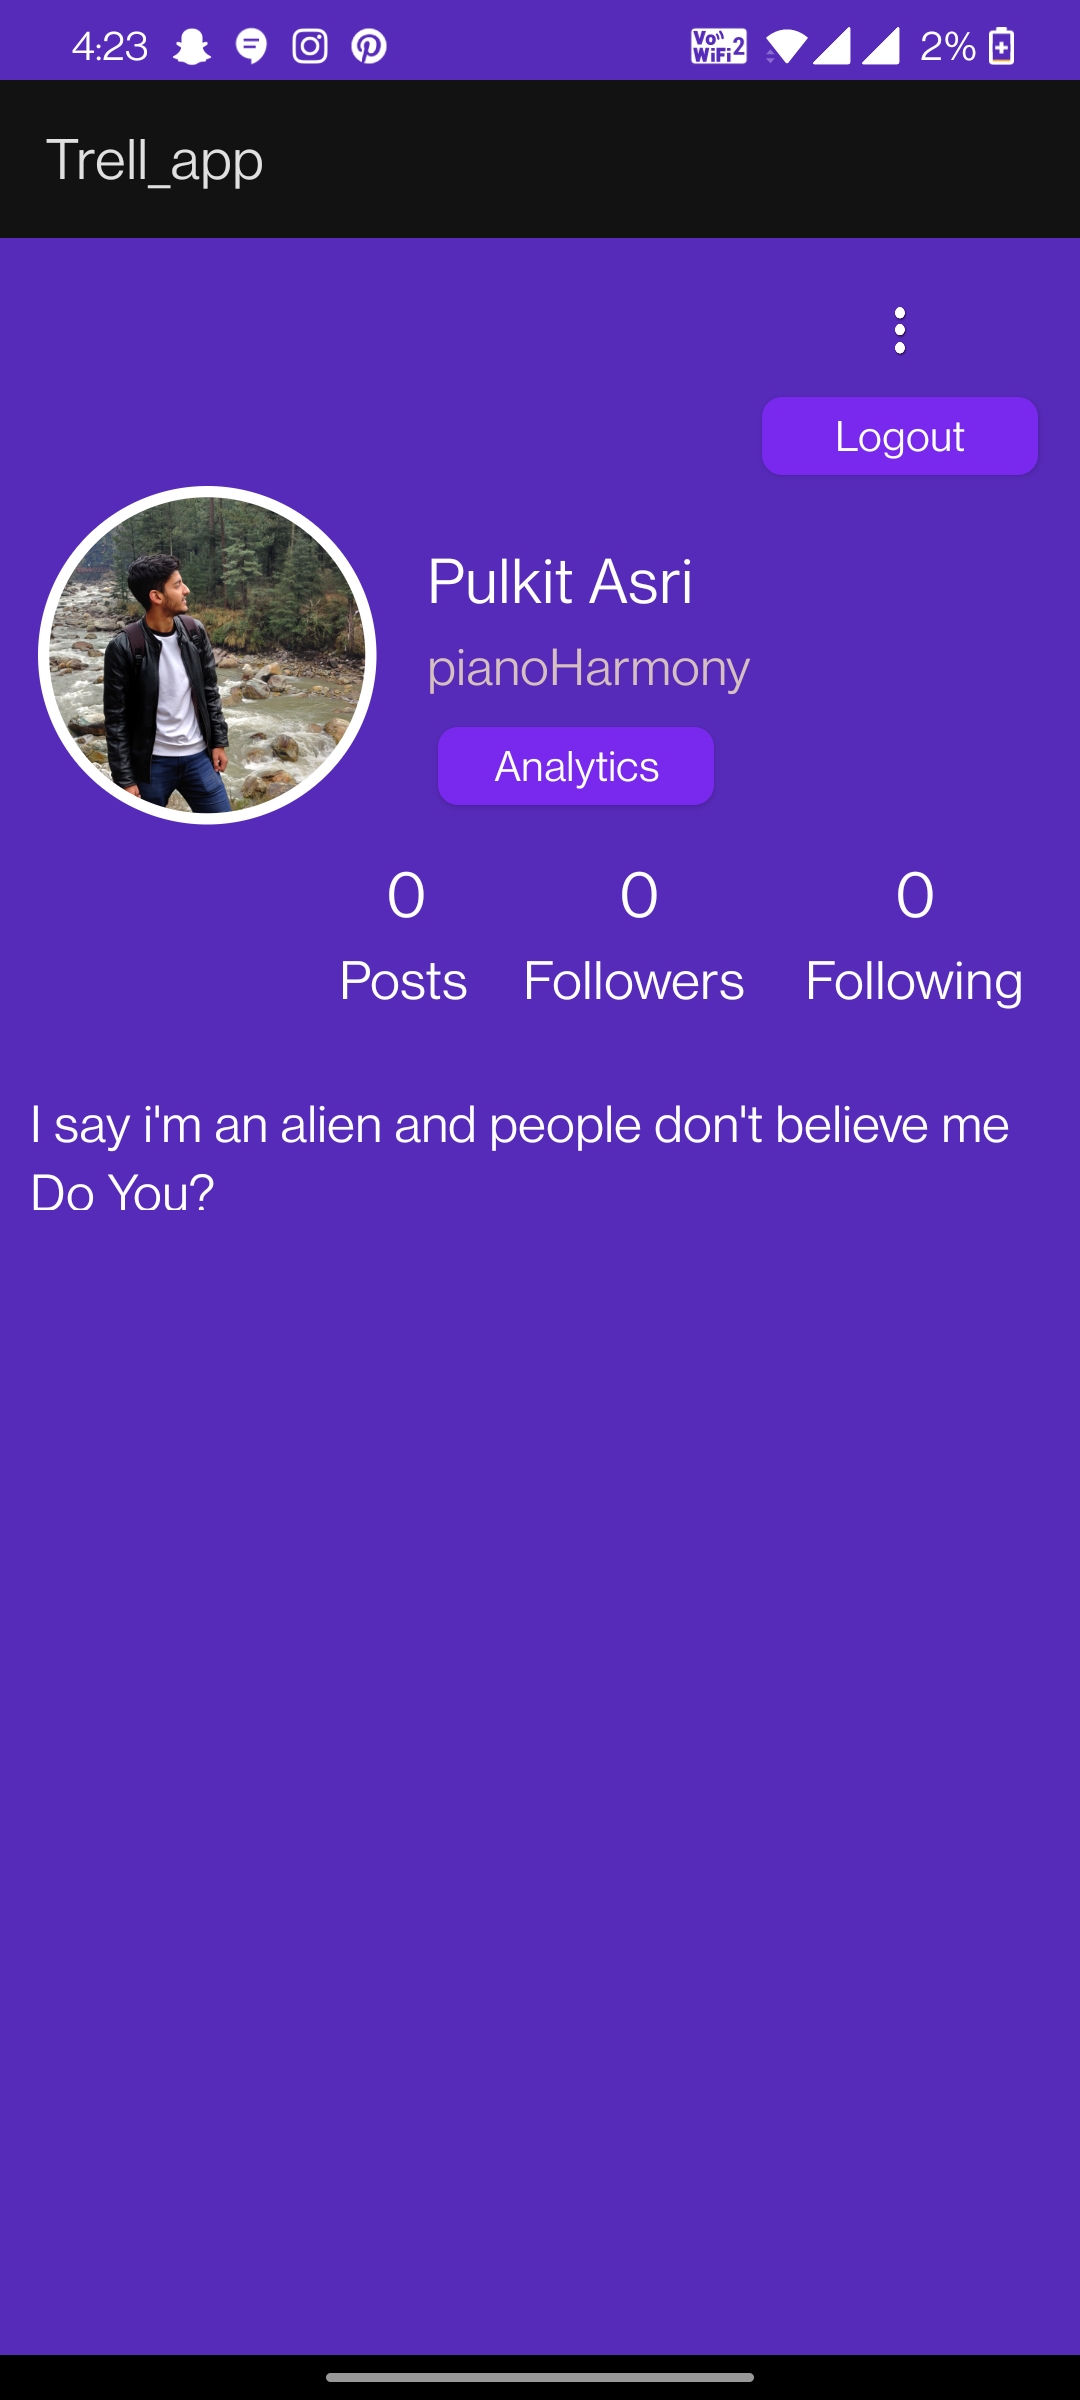 4:23
Vo
WiFi 2
2%
Trell_app
Logout
Pulkit Asri
pianoHarmony
Analytics
0 0 0
Posts Followers Following
I say i'm an alien and people don't believe me
Do You?